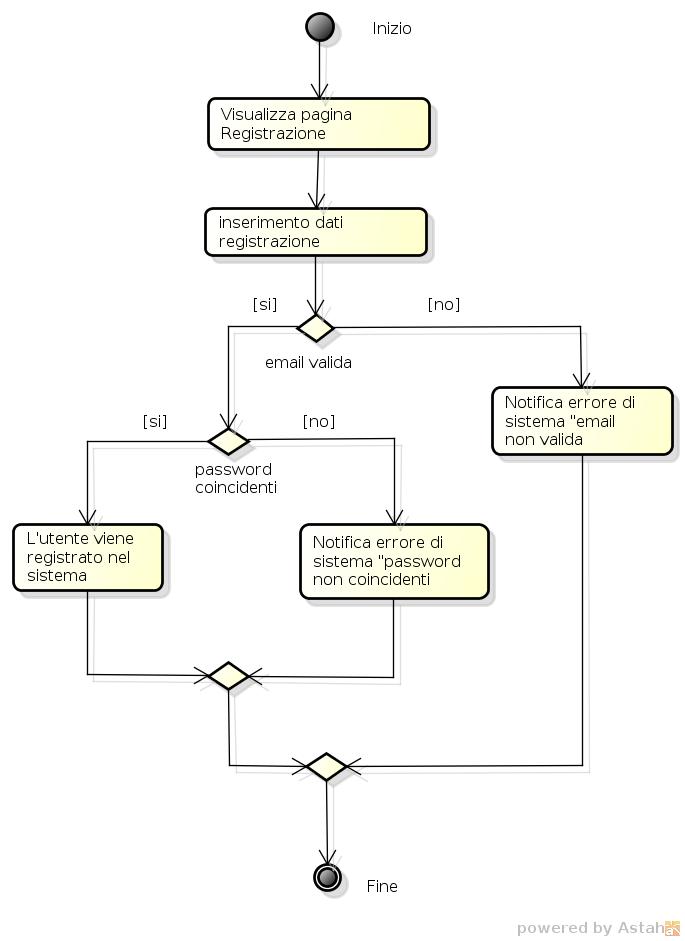 Inizio
Visualizza pagina
Registrazione
inserimento dati
registrazione
[si]
[no]
email valida
Notifica errore di
sistema "email
non valida
[si]
[no]
password
coincidenti
L'utente viene
registrato nel
sistema
Notifica errore di
sistema "password
non coincidenti
Fine
powered by Astah